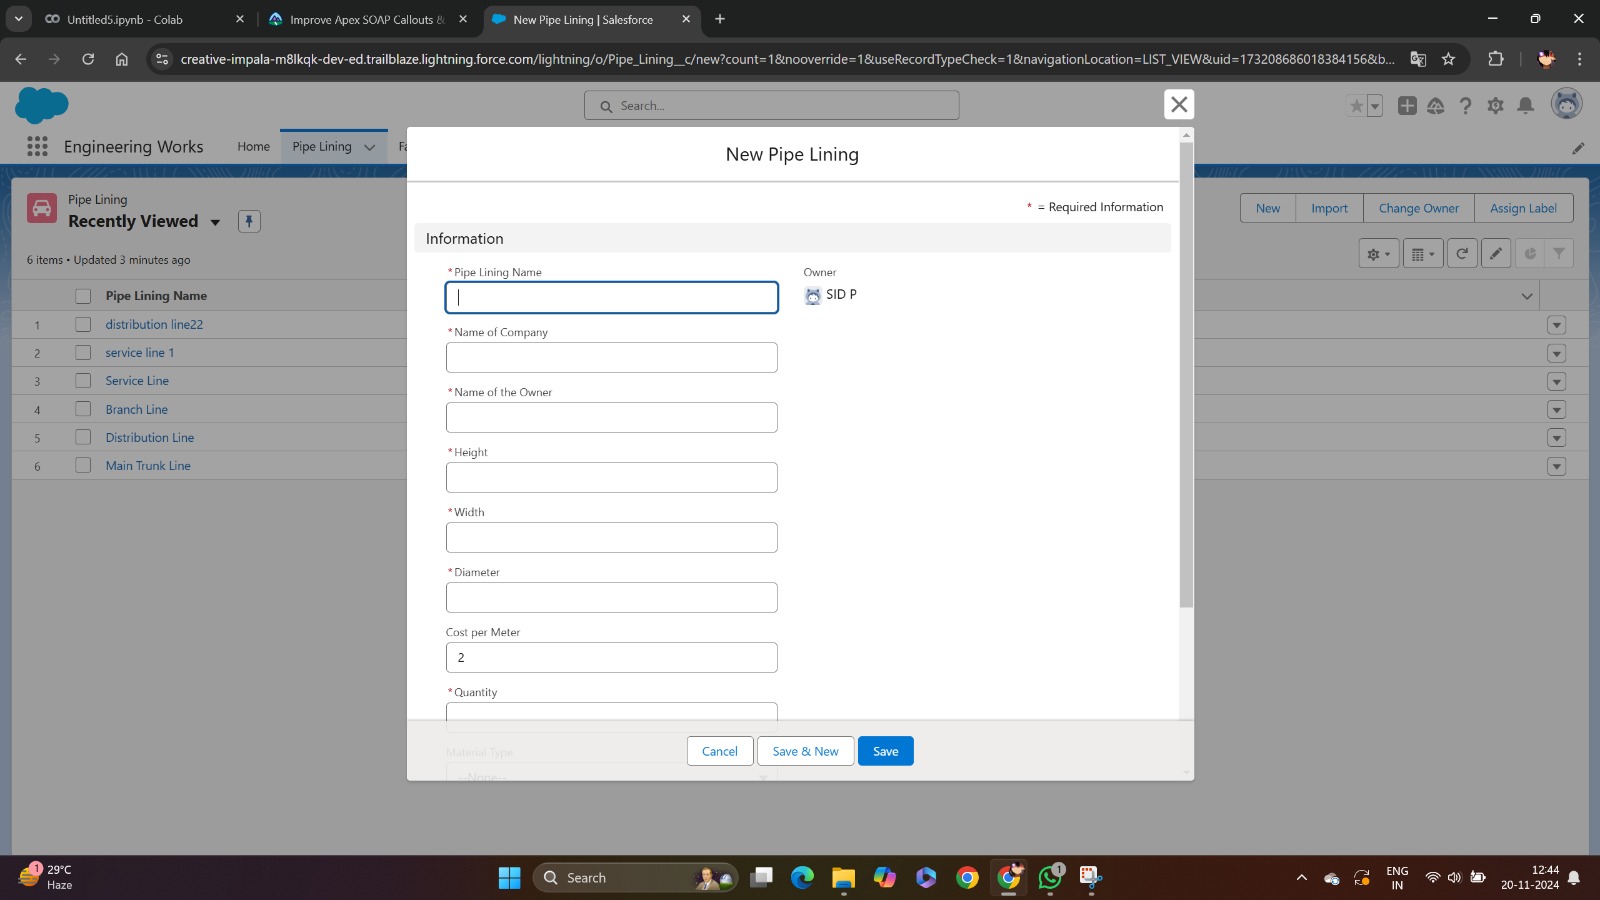 Untitled5.ipynb - Colab
Improve Apex SOAP Callouts &
New Pipe Lining | Salesforce
creative-impala-m8lkqk-dev-ed.trailblaze.lightning.force.com/lightning/o/Pipe_Lining__c/new?count=1&nooverride=1&useRecordTypeCheck=1&navigationLocation=LIST_VIEW&uid=173208686018384156&b...
Search...
Engineering Works
Home
Pipe Lining
New Pipe Lining
Pipe Lining
Recently Viewed
New
Import
Change Owner
Assign Label
6 items • Updated 3 minutes ago
* = Required Information
Information
Pipe Lining Name
1 distribution line22
2 service line 1
3 Service Line
4 Branch Line
5 Distribution Line
6 Main Trunk Line
*Pipe Lining Name
Owner
SID P
*Name of Company
*Name of the Owner
*Height
*Width
*Diameter
Cost per Meter
2
*Quantity
Material Type
--None--
Cancel
Save & New
Save
1
29°C
Haze
Search
1
ENG
IN
12:44
20-11-2024